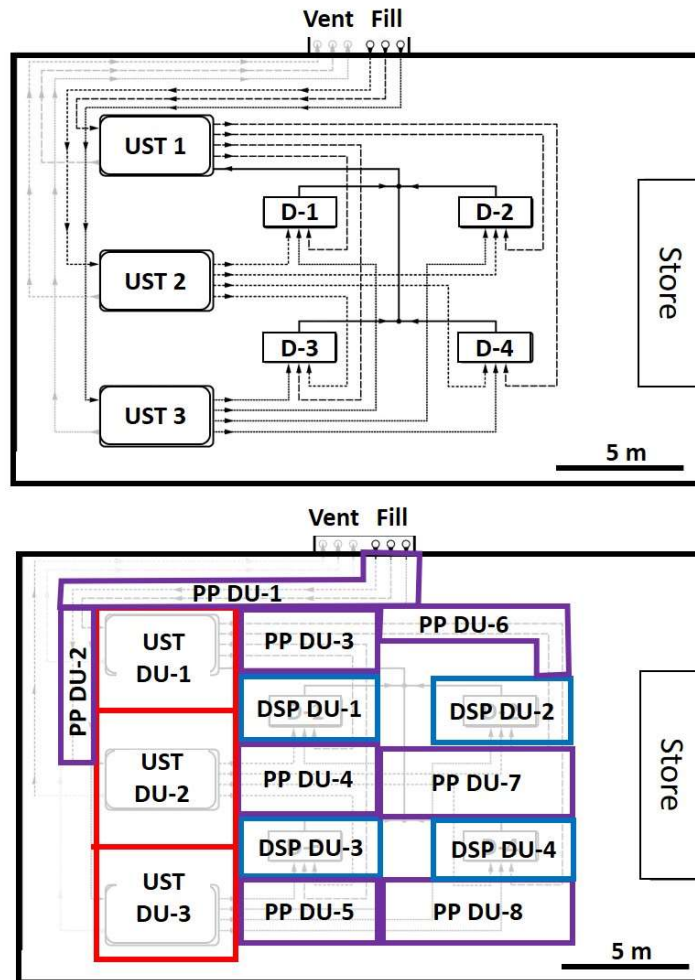 Vent Fill
UST 1
D-1
D-2
UST 2
D-3
D-4
UST 3
Store
5 m
Vent Fill
PP DU-1
PP DU-2
UST
DU-1
PP DU-3
PP DU-6
DSP DU-1
DSP DU-2
UST
DU-2
PP DU-4
PP DU-7
DSP DU-3
DSP DU-4
UST
DU-3
PP DU-5
PP DU-8
Store
5 m